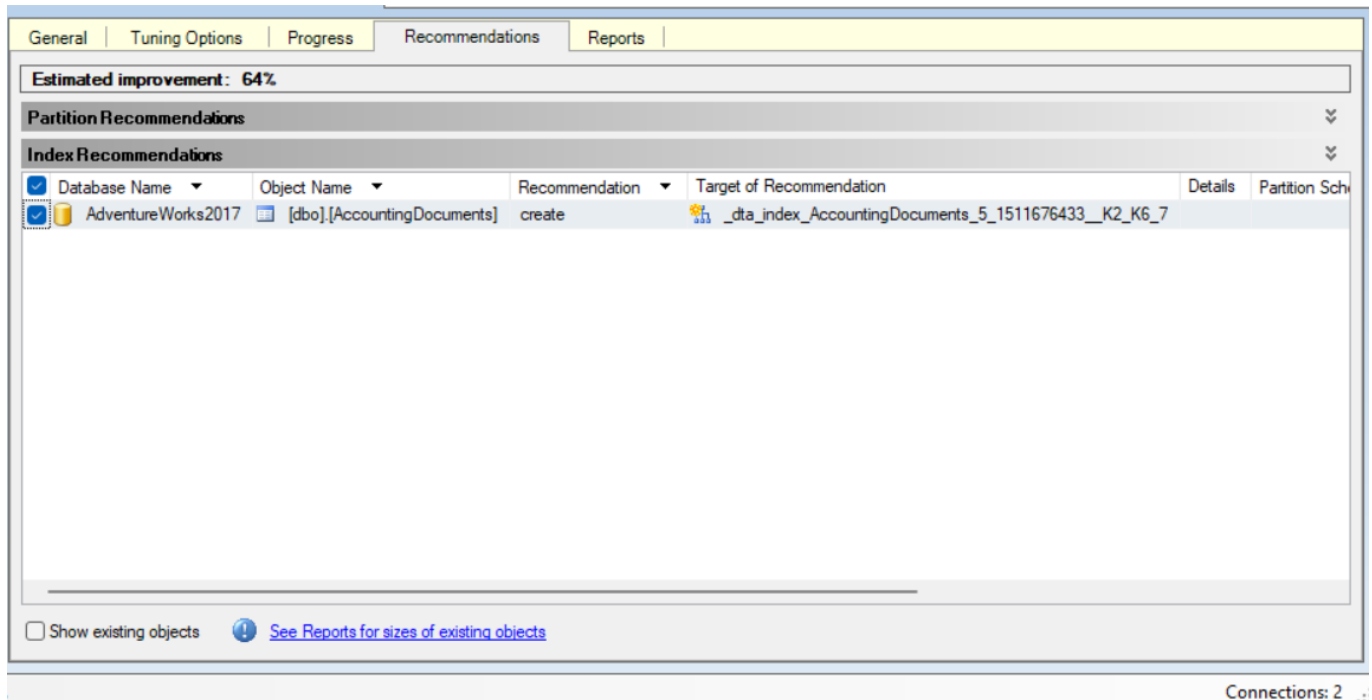 General Tuning Options Progress Recommendations Reports
Estimated improvement: 64%
Partition Recommendations
Index Recommendations
Database Name Object Name Recommendation Target of Recommendation Details Partition Sche
AdventureWorks2017 [dbo].[AccountingDocuments] create _dta_index_AccountingDocuments_5_1511676433__K2_K6_7
Show existing objects See Reports for sizes of existing objects
Connections: 2